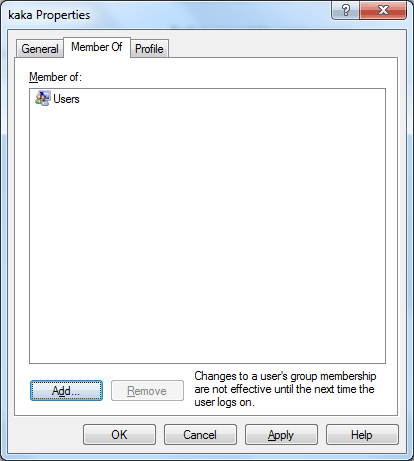 kaka Properties
?
General
Member Of
Profile
Member of:
Users
Add...
Remove
Changes to a user's group membership
are not effective until the next time the
user logs on.
OK
Cancel
Apply
Help